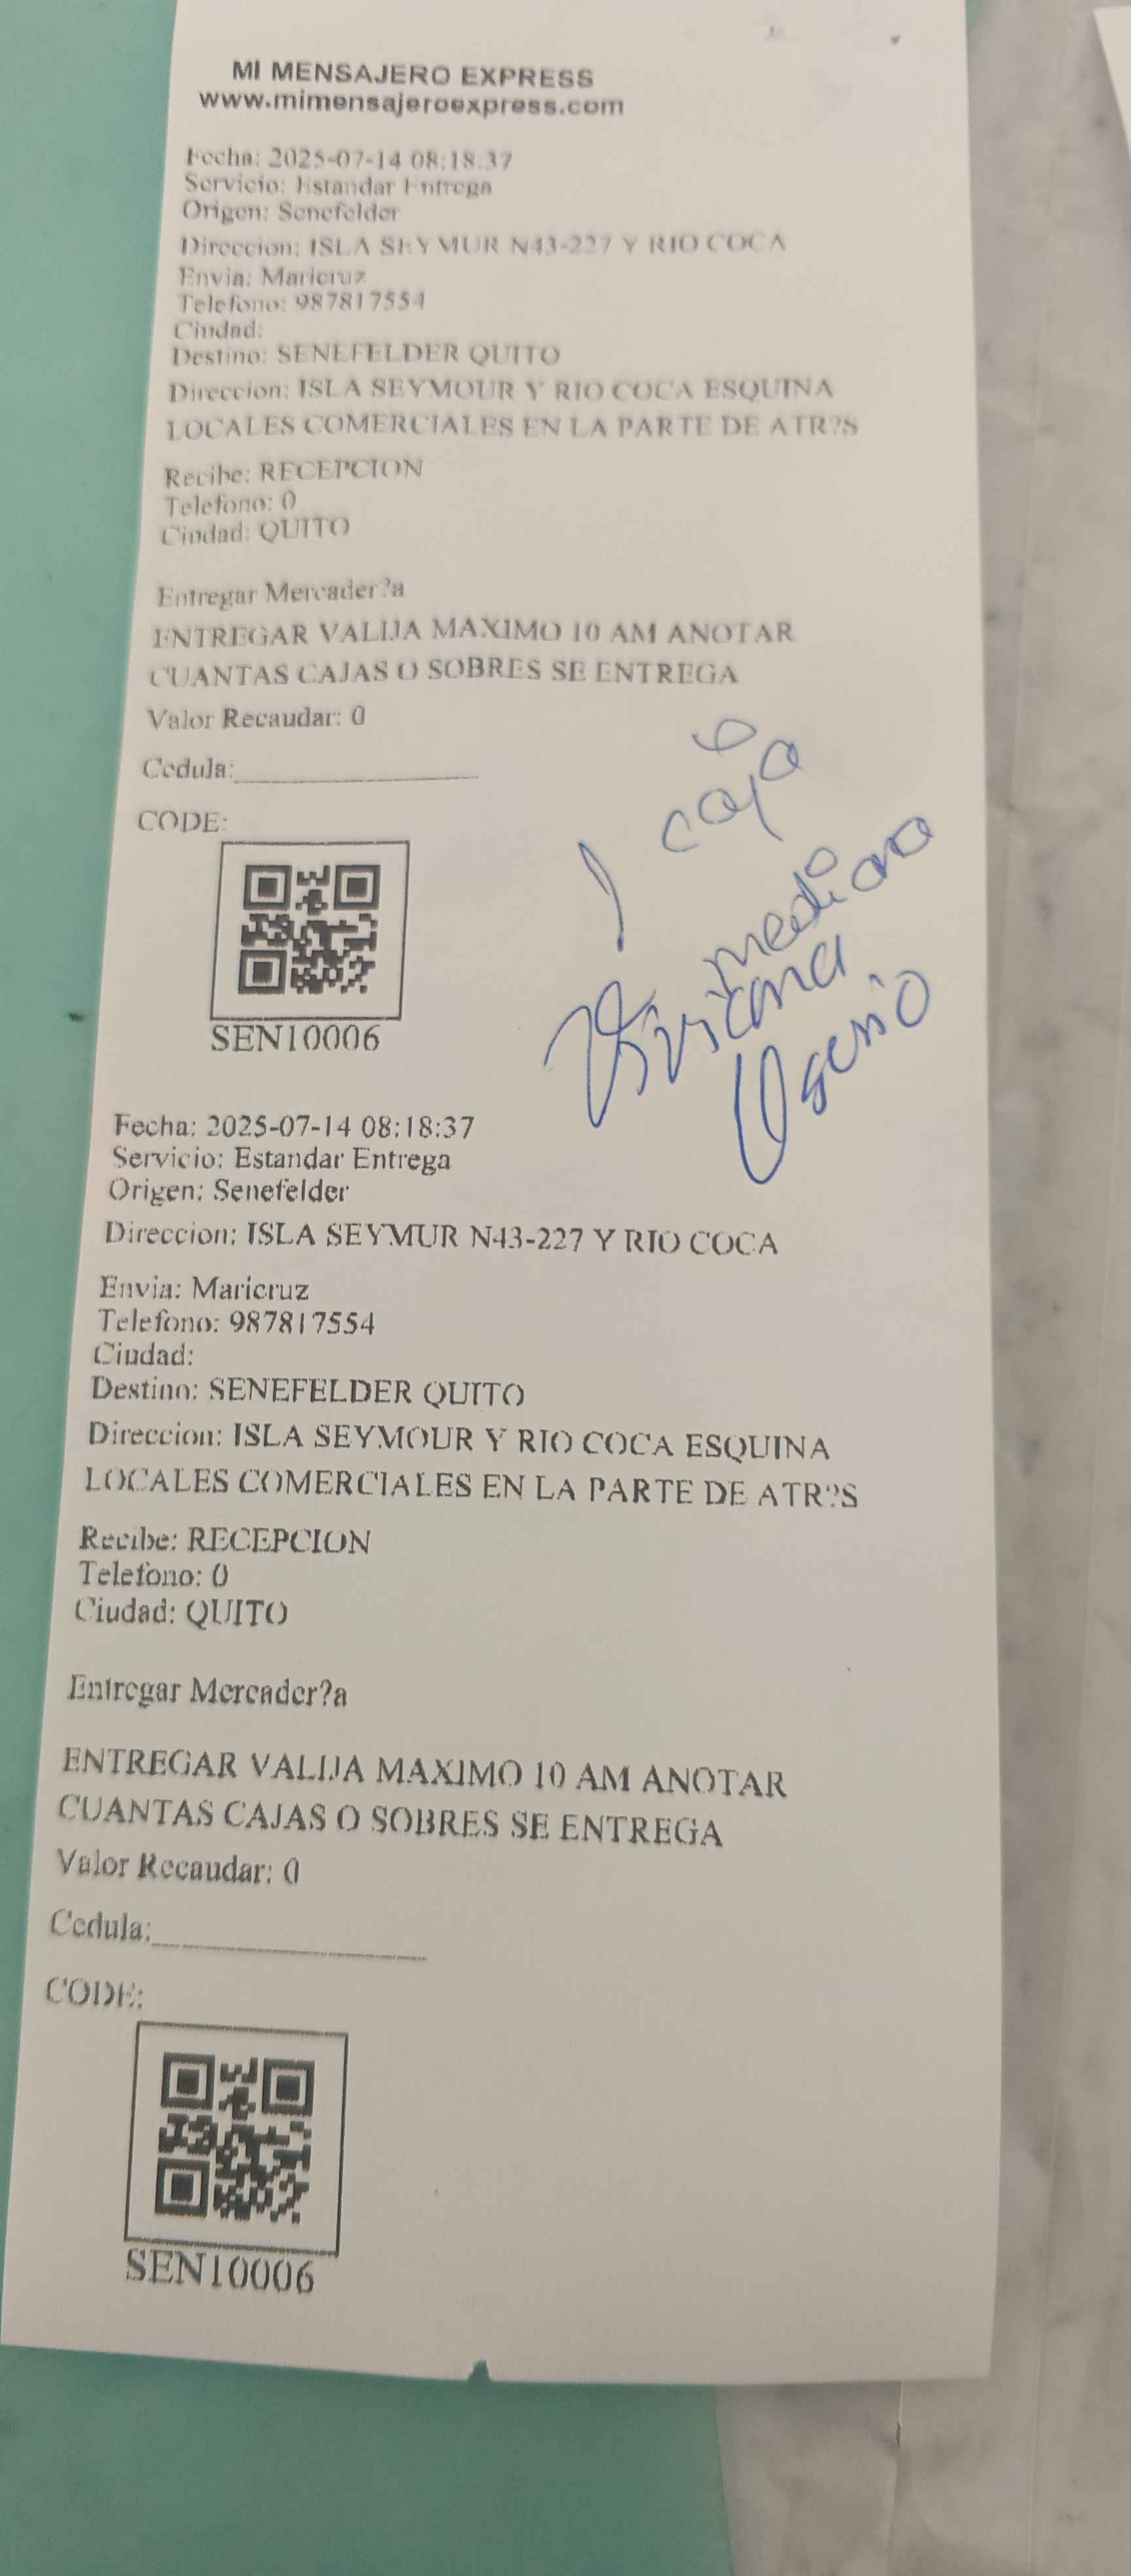 MI MENSAJERO EXPRESS
www.mimensajeroexpress.com
Fecha: 2025-07-14 08:18:37
Servicio: Estandar Entrega
Origen: Senefelder
Direccion: ISLA SEYMUR N43-227 Y RIO COCA
Envia: Maricruz
Telefono: 987817554
Ciudad:
Destino: SENEFELDER QUITO
Direccion: ISLA SEYMOUR Y RIO COCA ESQUINA
LOCALES COMERCIALES EN LA PARTE DE ATR?S
Recibe: RECEPCION
Telefono: 0
Ciudad: QUITO
Entregar Mercader?a
ENTREGAR VALIJA MAXIMO 10 AM ANOTAR
CUANTAS CAJAS O SOBRES SE ENTREGA
Valor Recaudar: 0
Cedula:
CODE:
1 caja
mediana
Viviana
Osorio
SEN10006
Fecha: 2025-07-14 08:18:37
Servicio: Estandar Entrega
Origen: Senefelder
Direccion: ISLA SEYMUR N43-227 Y RIO COCA
Envia: Maricruz
Telefono: 987817554
Ciudad:
Destino: SENEFELDER QUITO
Direccion: ISLA SEYMOUR Y RIO COCA ESQUINA
LOCALES COMERCIALES EN LA PARTE DE ATR?S
Recibe: RECEPCION
Telefono: 0
Ciudad: QUITO
Entregar Mercader?a
ENTREGAR VALIJA MAXIMO 10 AM ANOTAR
CUANTAS CAJAS O SOBRES SE ENTREGA
Valor Recaudar: 0
Cedula:
CODE:
SEN10006